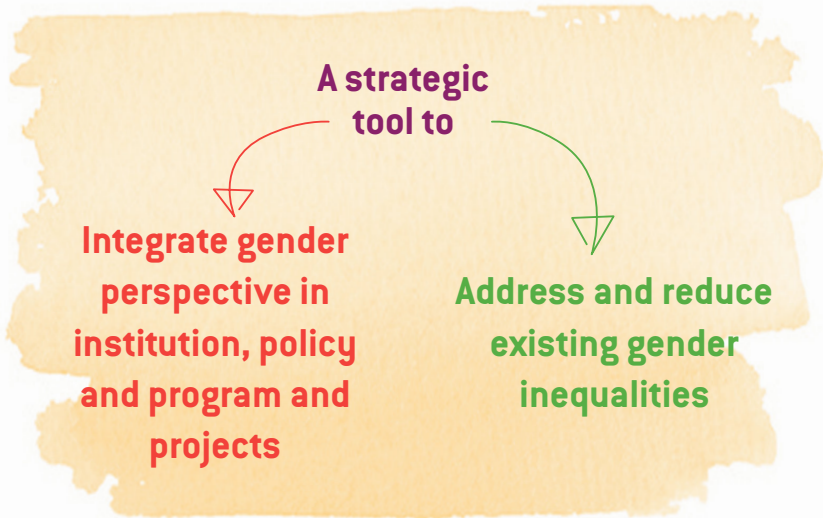 A strategic
tool to
Integrate gender
perspective in
institution, policy
and program and
projects
Address and reduce
existing gender
inequalities